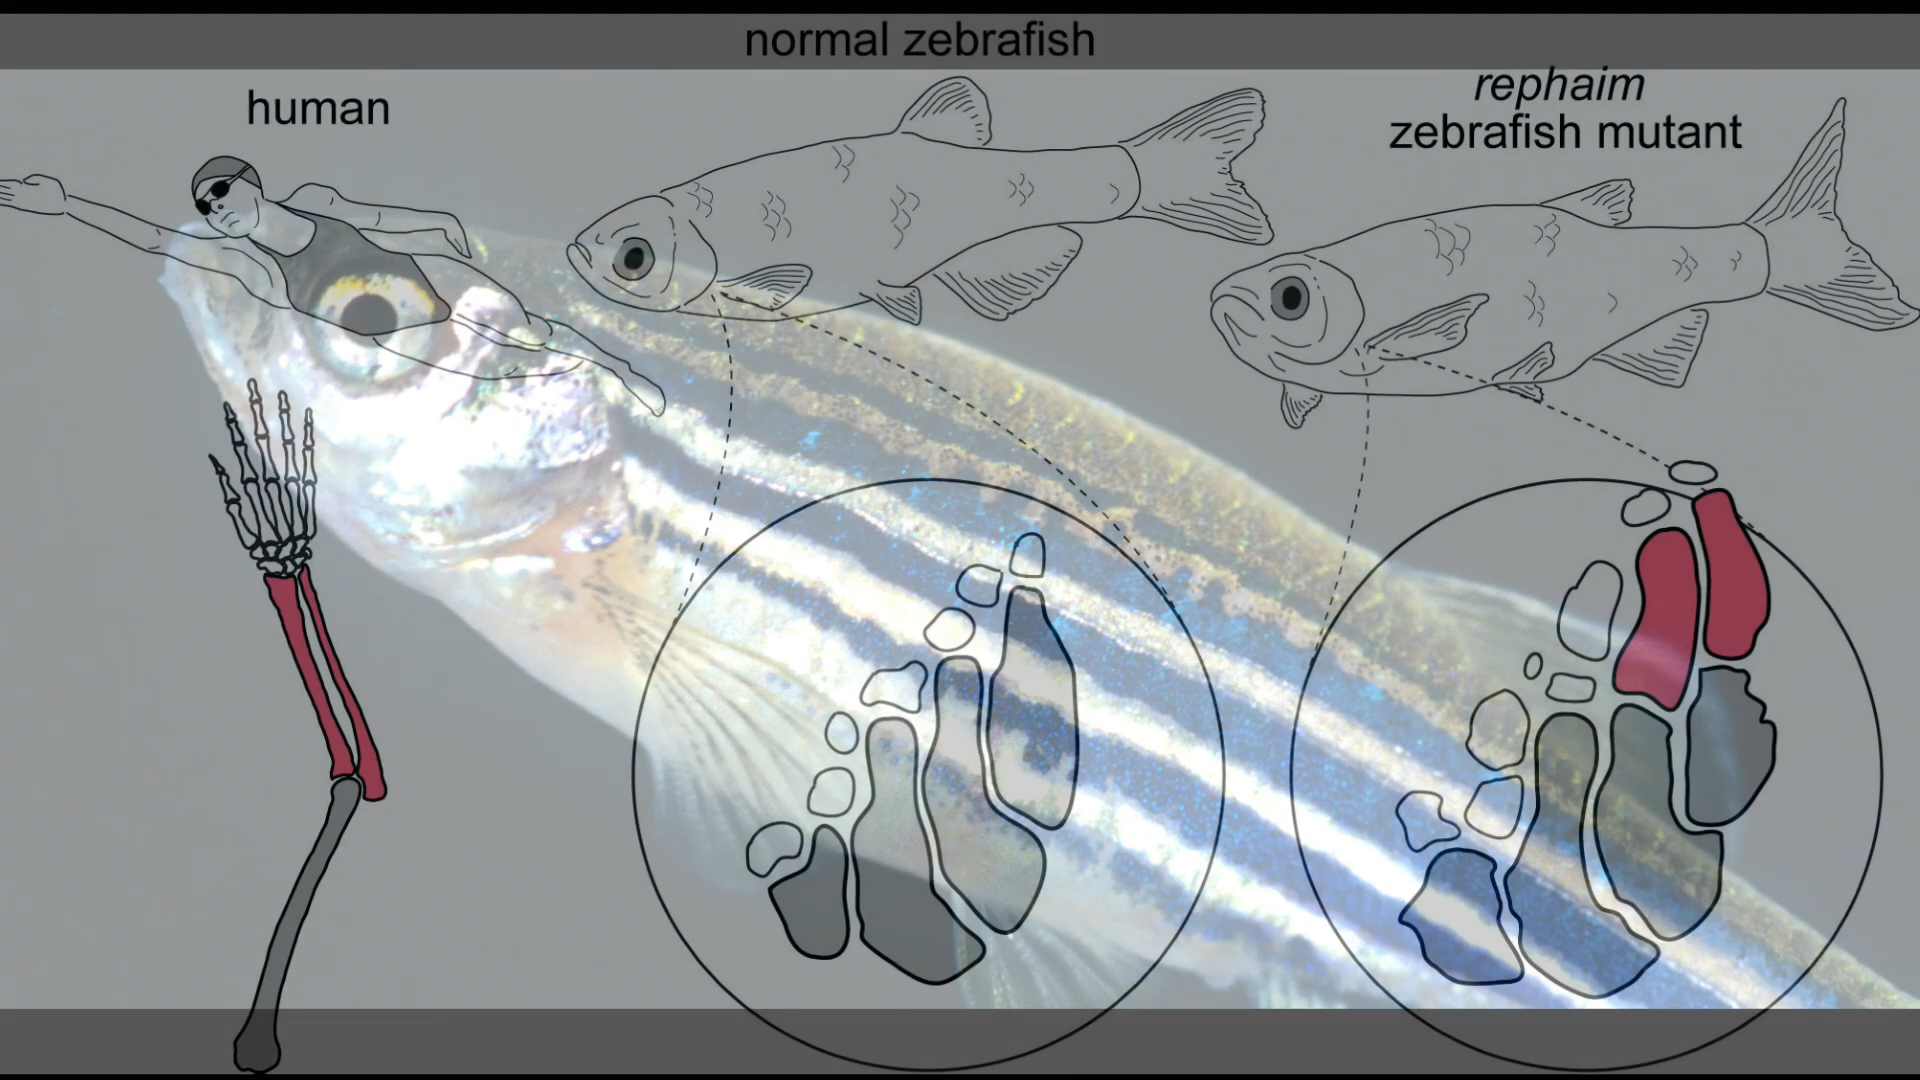 normal zebrafish
human
rephaim
zebrafish mutant